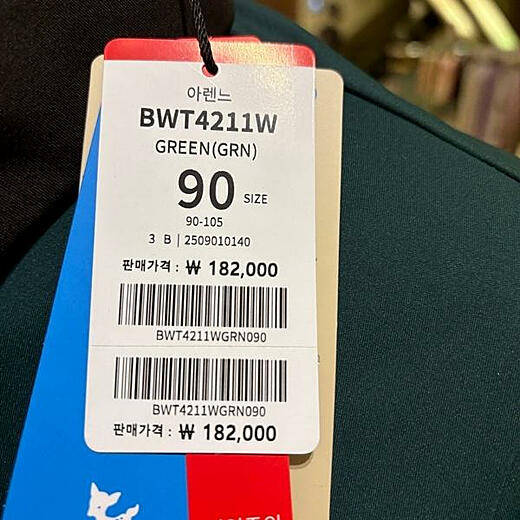 아렌느
BWT4211W
GREEN(GRN)
90 SIZE
90-105
3 B | 2509010140
판매가격 : ₩ 182,000
BWT4211WGRN090
BWT4211WGRN090
판매가격 : ₩ 182,000